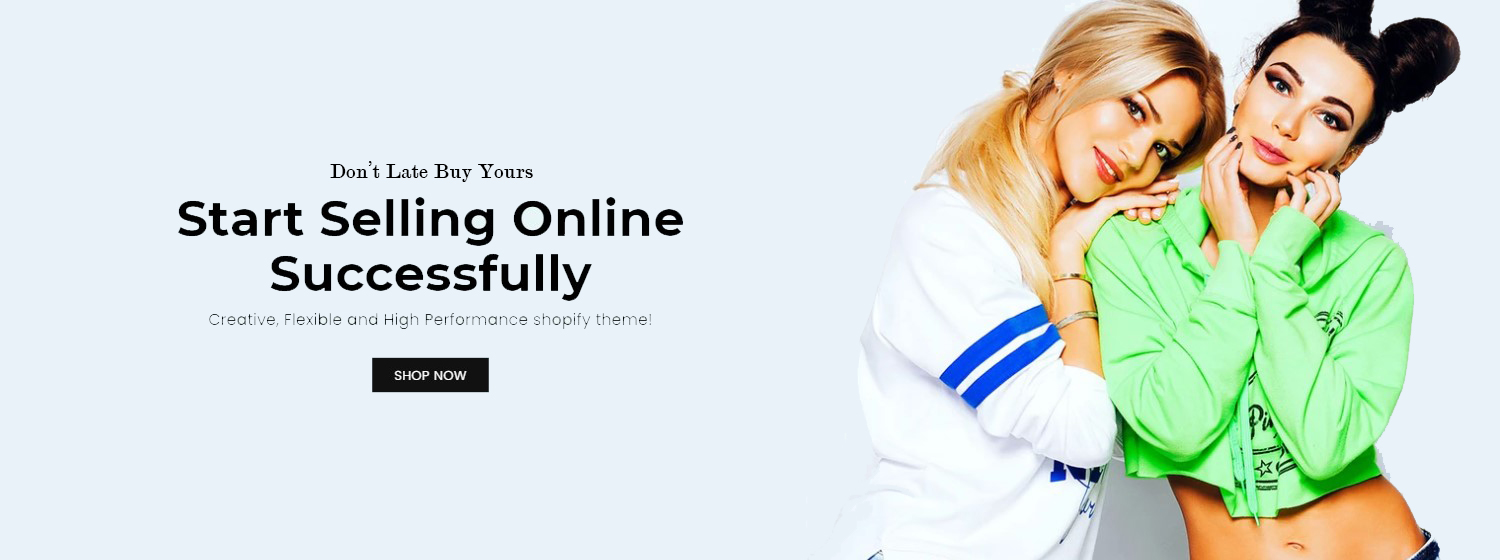 Don't Late Buy Yours
Start Selling Online
Successfully
Creative, Flexible and High Performance shopify theme!
SHOP NOW